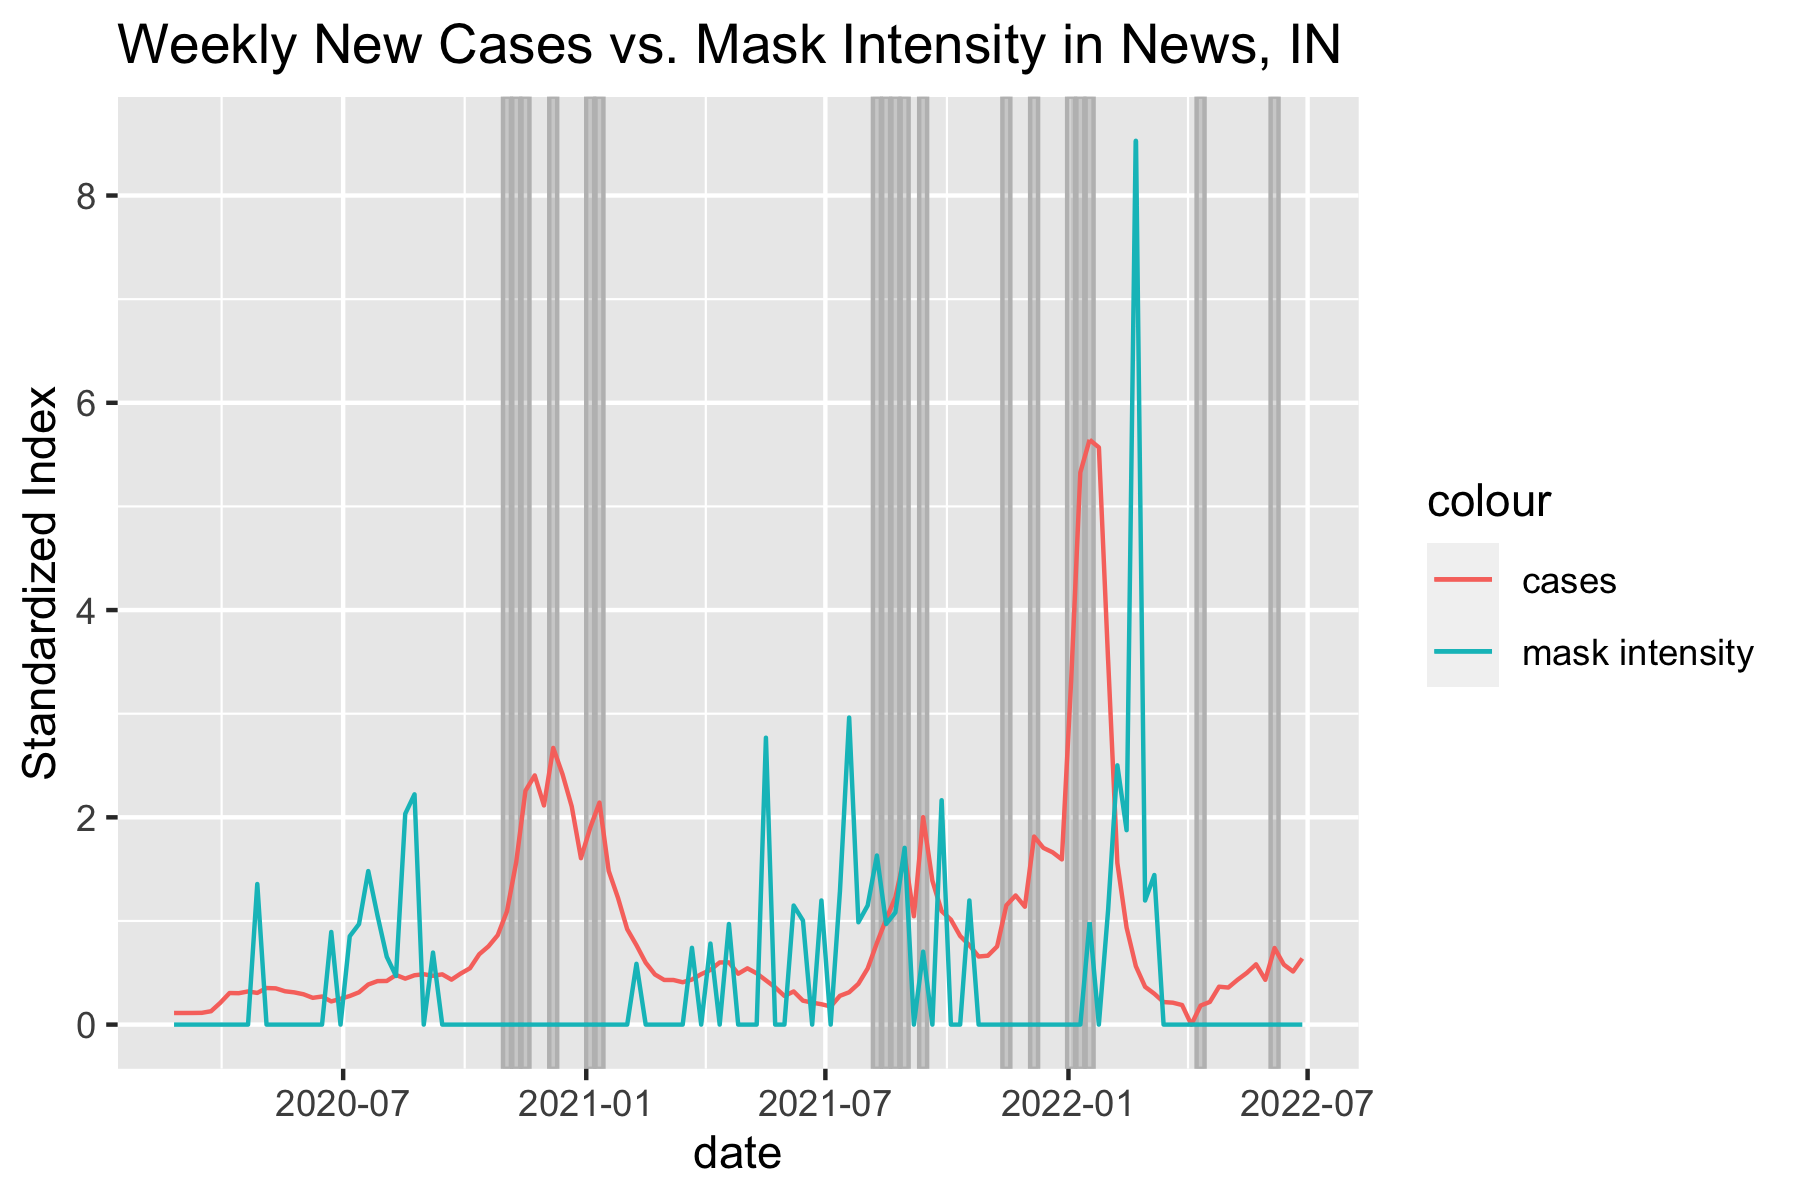 Weekly New Cases vs. Mask Intensity in News, IN
Standardized Index
8
6
4
2
0
2020-07
2021-01
2021-07
2022-01
2022-07
date
colour
cases
mask intensity